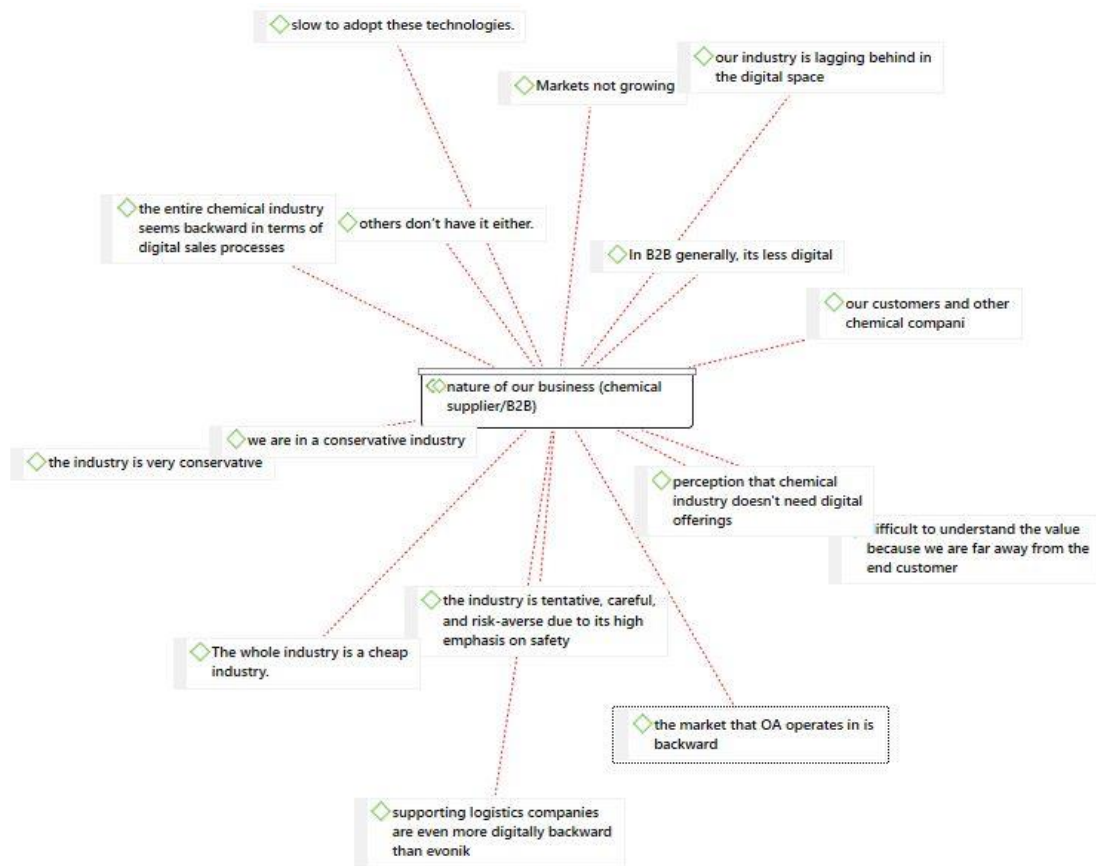 slow to adopt these technologies.
our industry is lagging behind in
the digital space
Markets not growing
the entire chemical industry
seems backward in terms of
digital sales processes
others don't have it either.
In B2B generally, its less digital
our customers and other
chemical compani
nature of our business (chemical
supplier/B2B)
we are in a conservative industry
the industry is very conservative
perception that chemical
industry doesn't need digital
offerings
difficult to understand the value
because we are far away from the
end customer
the industry is tentative, careful,
and risk-averse due to its high
emphasis on safety
The whole industry is a cheap
industry.
the market that OA operates in is
backward
supporting logistics companies
are even more digitally backward
than evonik